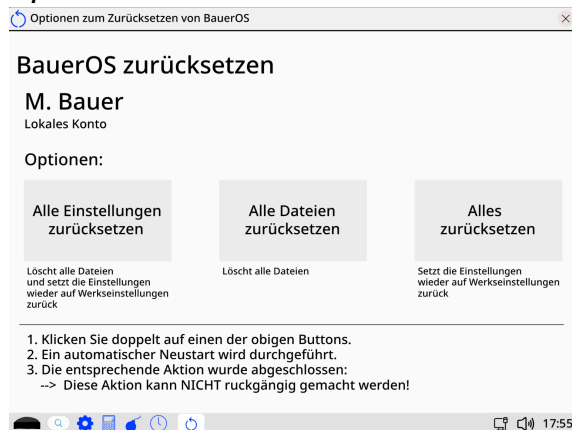 Optionen zum Zurücksetzen von BauerOS
BauerOS zurücksetzen
M. Bauer
Lokales Konto
Optionen:
Alle Einstellungen
zurücksetzen
Alle Dateien
zurücksetzen
Alles
zurücksetzen
Löscht alle Dateien
und setzt die Einstellungen
wieder auf Werkseinstellungen
zurück
Löscht alle Dateien
Setzt die Einstellungen
wieder auf Werkseinstellungen
zurück
1. Klicken Sie doppelt auf einen der obigen Buttons.
2. Ein automatischer Neustart wird durchgeführt.
3. Die entsprechende Aktion wurde abgeschlossen:
--> Diese Aktion kann NICHT ruckgängig gemacht werden!
17:55